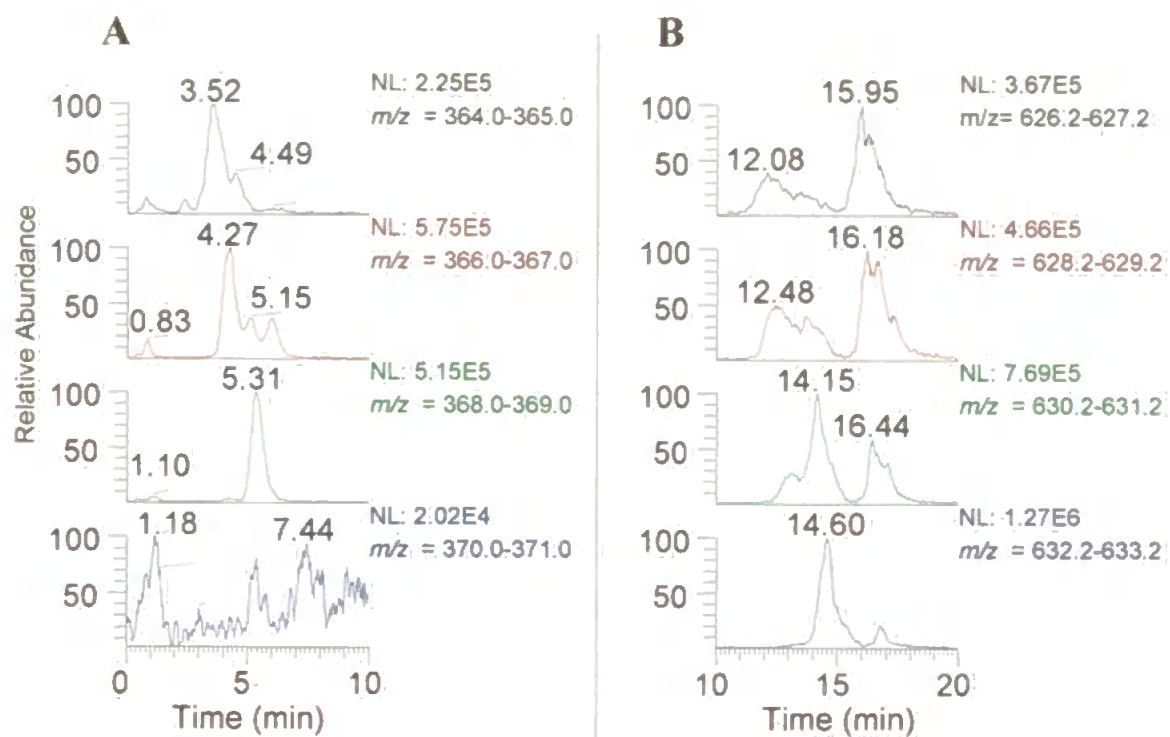 A
B
Relative Abundance
NL: 2.25E5
m/z = 364.0-365.0
3.52
4.49
100
50
NL: 5.75E5
m/z = 366.0-367.0
4.27
5.15
0.83
100
50
NL: 5.15E5
m/z = 368.0-369.0
5.31
1.10
100
50
NL: 2.02E4
m/z = 370.0-371.0
1.18
7.44
100
50
0 5 10
Time (min)
NL: 3.67E5
m/z= 626.2-627.2
15.95
12.08
100
50
NL: 4.66E5
m/z = 628.2-629.2
16.18
12.48
100
50
NL: 7.69E5
m/z = 630.2-631.2
14.15
16.44
100
50
NL: 1.27E6
m/z = 632.2-633.2
14.60
100
50
10 15 20
Time (min)